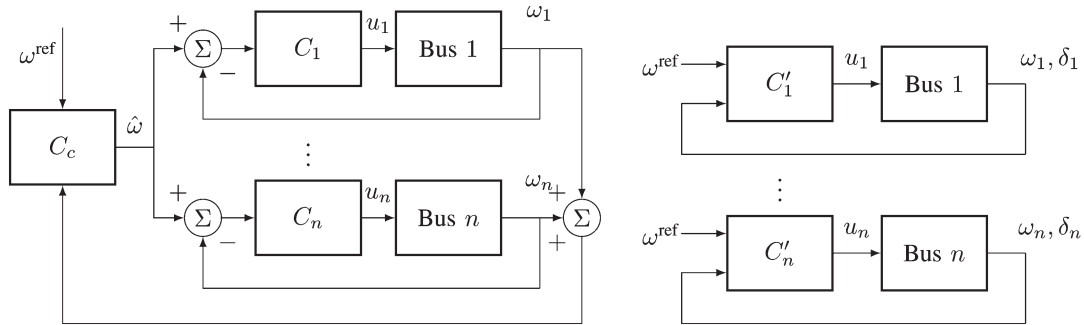 ω^ref
C_c
ω̂
+
Σ
−
C_1
u_1
Bus 1
ω_1
⋮
+
Σ
−
C_n
u_n
Bus n
ω_n
+
Σ
+
ω^ref
C′_1
u_1
Bus 1
ω_1, δ_1
⋮
ω^ref
C′_n
u_n
Bus n
ω_n, δ_n